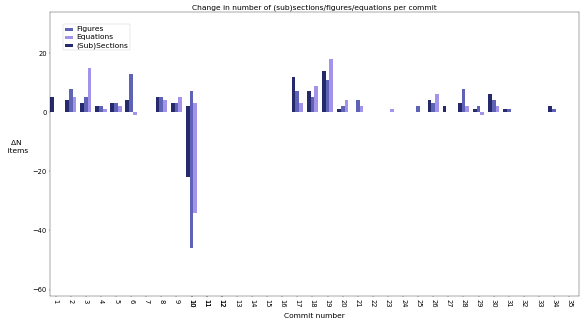 Change in number of (sub)sections/figures/equations per commit
Figures
Equations
(Sub)Sections
20
0
−20
−40
−60
ΔN
items
1 2 3 4 5 6 7 8 9 10 11 12 13 14 15 16 17 18 19 20 21 22 23 24 25 26 27 28 29 30 31 32 33 34 35
Commit number